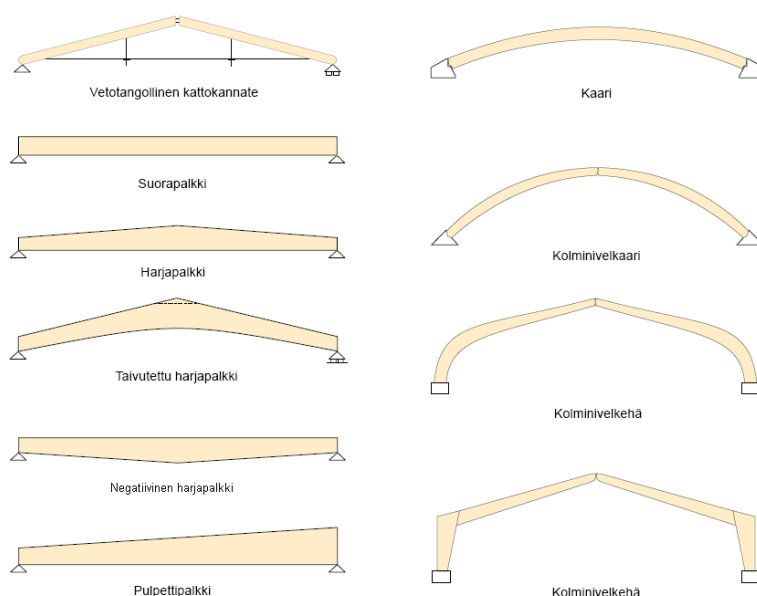 Vetotangollinen kattokannate
Suorapalkki
Harjapalkki
Taivutettu harjapalkki
Negatiivinen harjapalkki
Pulpettipalkki
Kaari
Kolminivelkaari
Kolminivelkehä
Kolminivelkehä